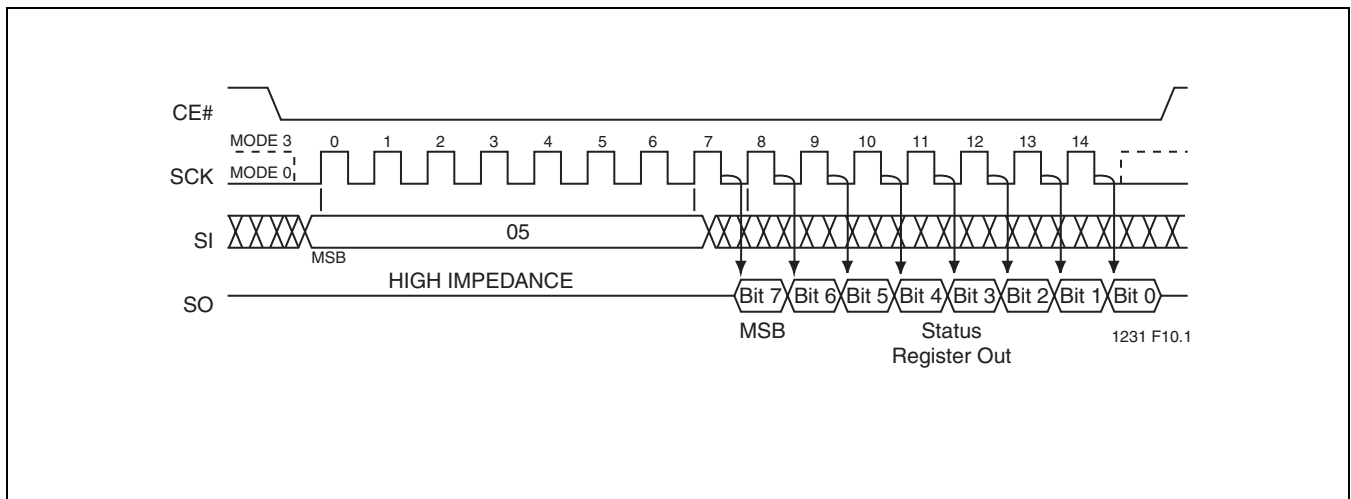 CE#
MODE 3 0 1 2 3 4 5 6 7 8 9 10 11 12 13 14
SCK MODE 0
SI 05
MSB
HIGH IMPEDANCE
SO Bit 7 Bit 6 Bit 5 Bit 4 Bit 3 Bit 2 Bit 1 Bit 0
MSB Status
Register Out
1231 F10.1